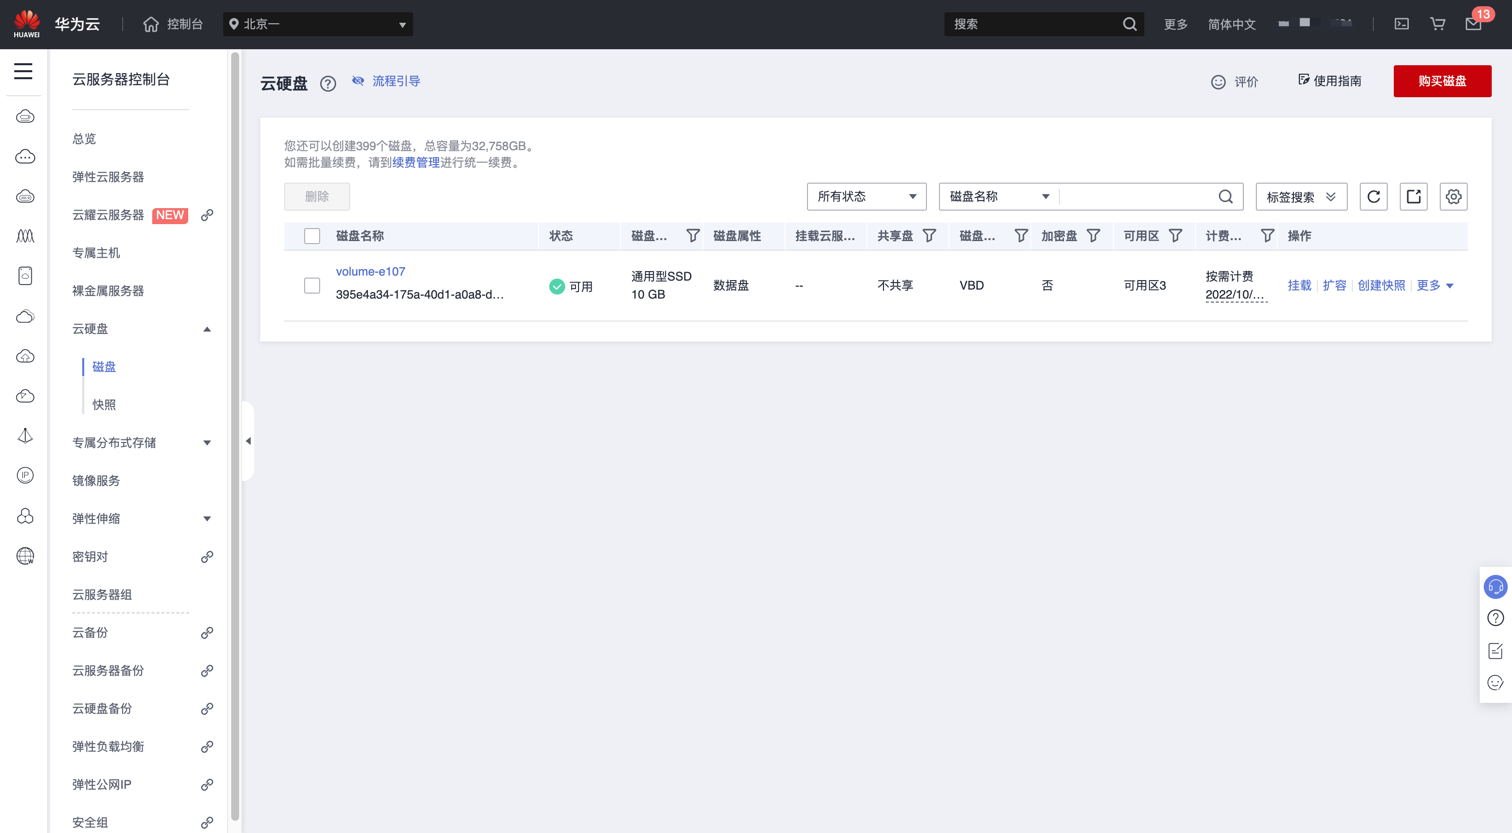 HUAWEI
华为云
控制台
北京一
搜索
更多
简体中文
13
云服务器控制台
总览
弹性云服务器
云耀云服务器 NEW
专属主机
裸金属服务器
云硬盘
磁盘
快照
专属分布式存储
镜像服务
弹性伸缩
密钥对
云服务器组
云备份
云服务器备份
云硬盘备份
弹性负载均衡
弹性公网IP
安全组
IP
云硬盘 ? 流程引导
评价
使用指南
购买磁盘
您还可以创建399个磁盘，总容量为32,758GB。
如需批量续费，请到续费管理进行统一续费。
删除
所有状态
磁盘名称
标签搜索
磁盘名称 状态 磁盘... 磁盘属性 挂载云服... 共享盘 磁盘... 加密盘 可用区 计费... 操作
volume-e107
395e4a34-175a-40d1-a0a8-d...
可用
通用型SSD
10 GB
数据盘
--
不共享
VBD
否
可用区3
按需计费
2022/10/...
挂载 扩容 创建快照 更多
?